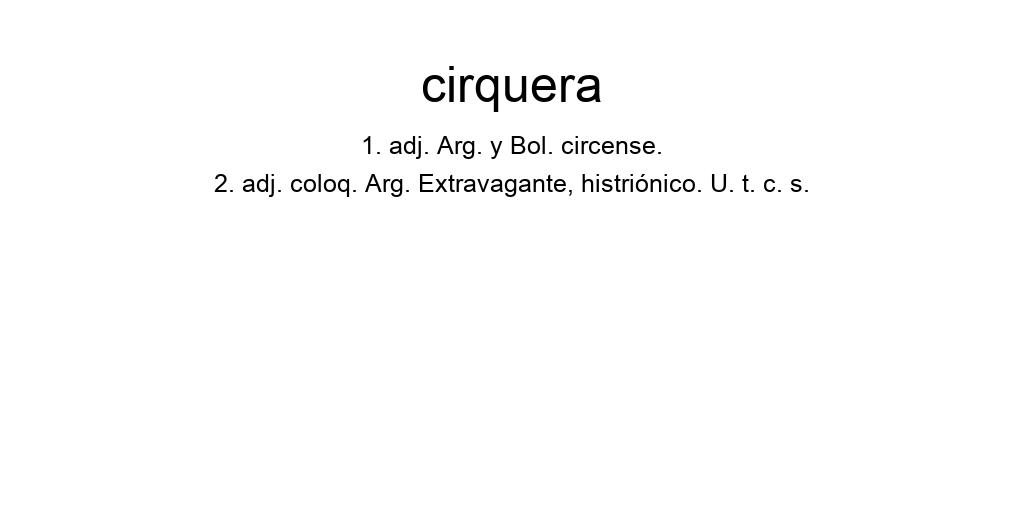 cirquera
1. adj. Arg. y Bol. circense.
2. adj. coloq. Arg. Extravagante, histriónico. U. t. c. s.